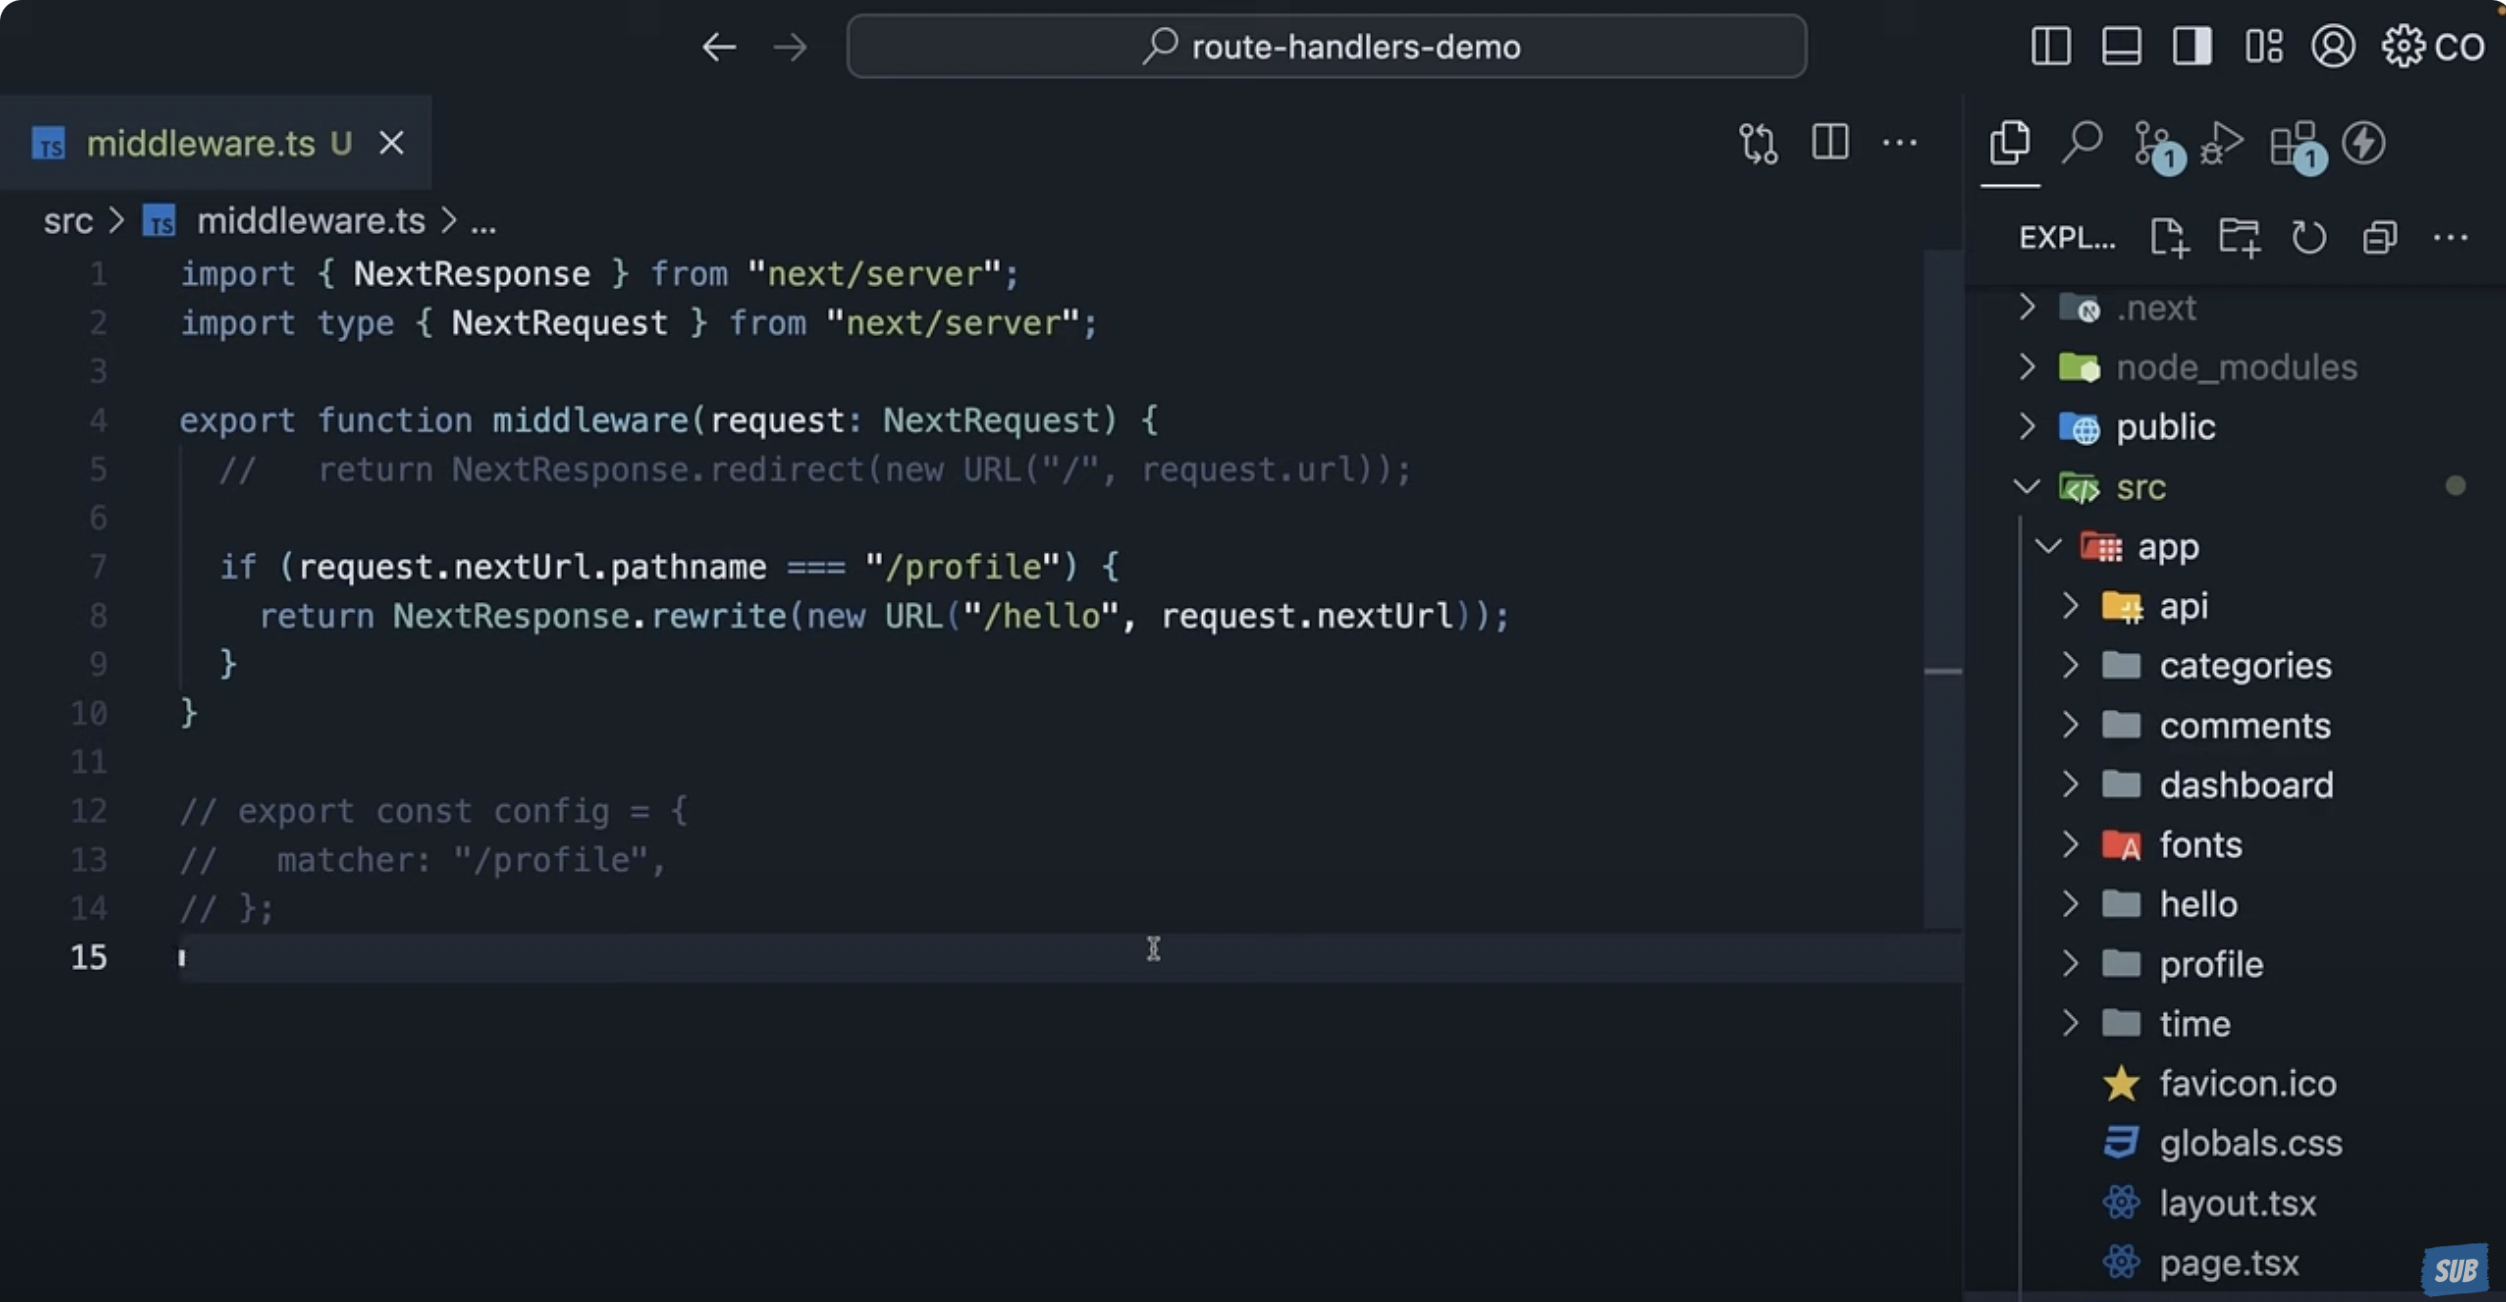 route-handlers-demo
CO
TS middleware.ts U
src > TS middleware.ts > ...
EXPL...
1 import { NextResponse } from "next/server";
2 import type { NextRequest } from "next/server";
3
4 export function middleware(request: NextRequest) {
5 //   return NextResponse.redirect(new URL("/", request.url));
6
7 if (request.nextUrl.pathname === "/profile") {
8 return NextResponse.rewrite(new URL("/hello", request.nextUrl));
9 }
10 }
11
12 // export const config = {
13 //   matcher: "/profile",
14 // };
15
1
1
.next
node_modules
public
src
app
api
categories
comments
dashboard
fonts
hello
profile
time
favicon.ico
globals.css
layout.tsx
page.tsx
SUB